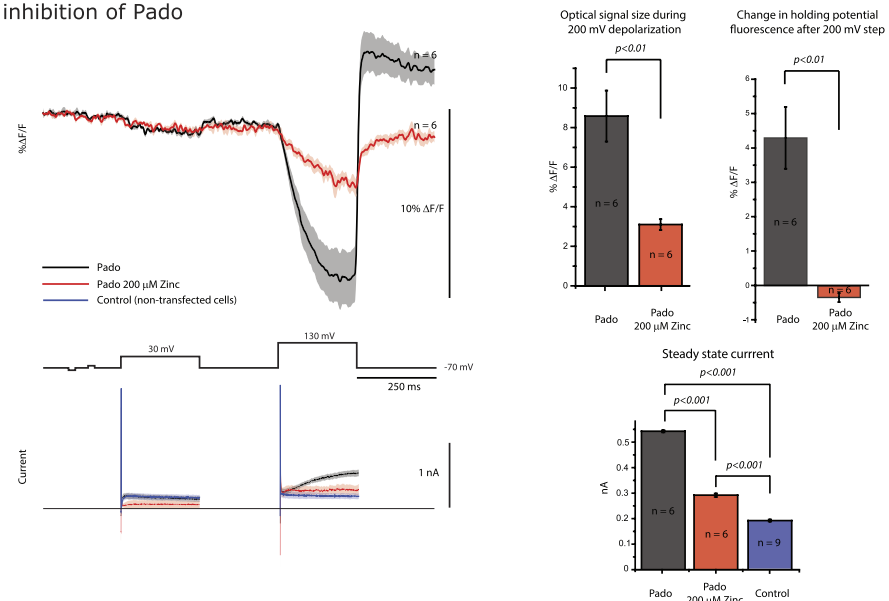 inhibition of Pado
n = 6
n = 6
%ΔF/F
10% ΔF/F
Pado
Pado 200 μM Zinc
Control (non-transfected cells)
30 mV
130 mV
-70 mV
250 ms
Current
1 nA
Optical signal size during
200 mV depolarization
p<0.01
% ΔF/F
10
8
6
4
2
0
n = 6
n = 6
Pado
Pado
200 μM Zinc
Change in holding potential
fluorescence after 200 mV step
p<0.01
% ΔF/F
6
5
4
3
2
1
0
-1
n = 6
n = 6
Pado
Pado
200 μM Zinc
Steady state currrent
p<0.001
p<0.001
p<0.001
nA
0.5
0.4
0.3
0.2
0.1
0
n = 6
n = 6
n = 9
Pado
Pado
200 μM Zinc
Control